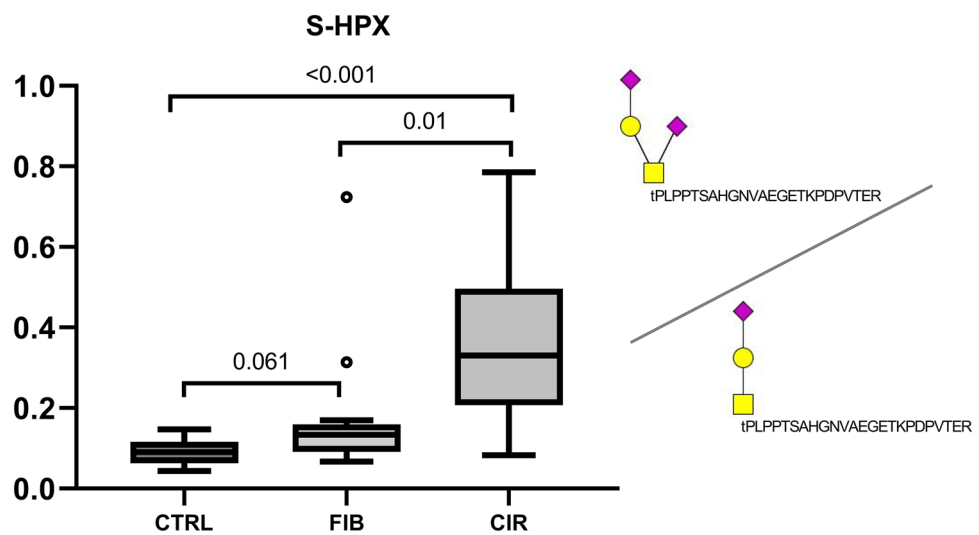 S-HPX
<0.001
0.01
0.061
1.0
0.8
0.6
0.4
0.2
0.0
CTRL FIB CIR
tPLPPTSAHGNVAEGETKPDPVTER
tPLPPTSAHGNVAEGETKPDPVTER